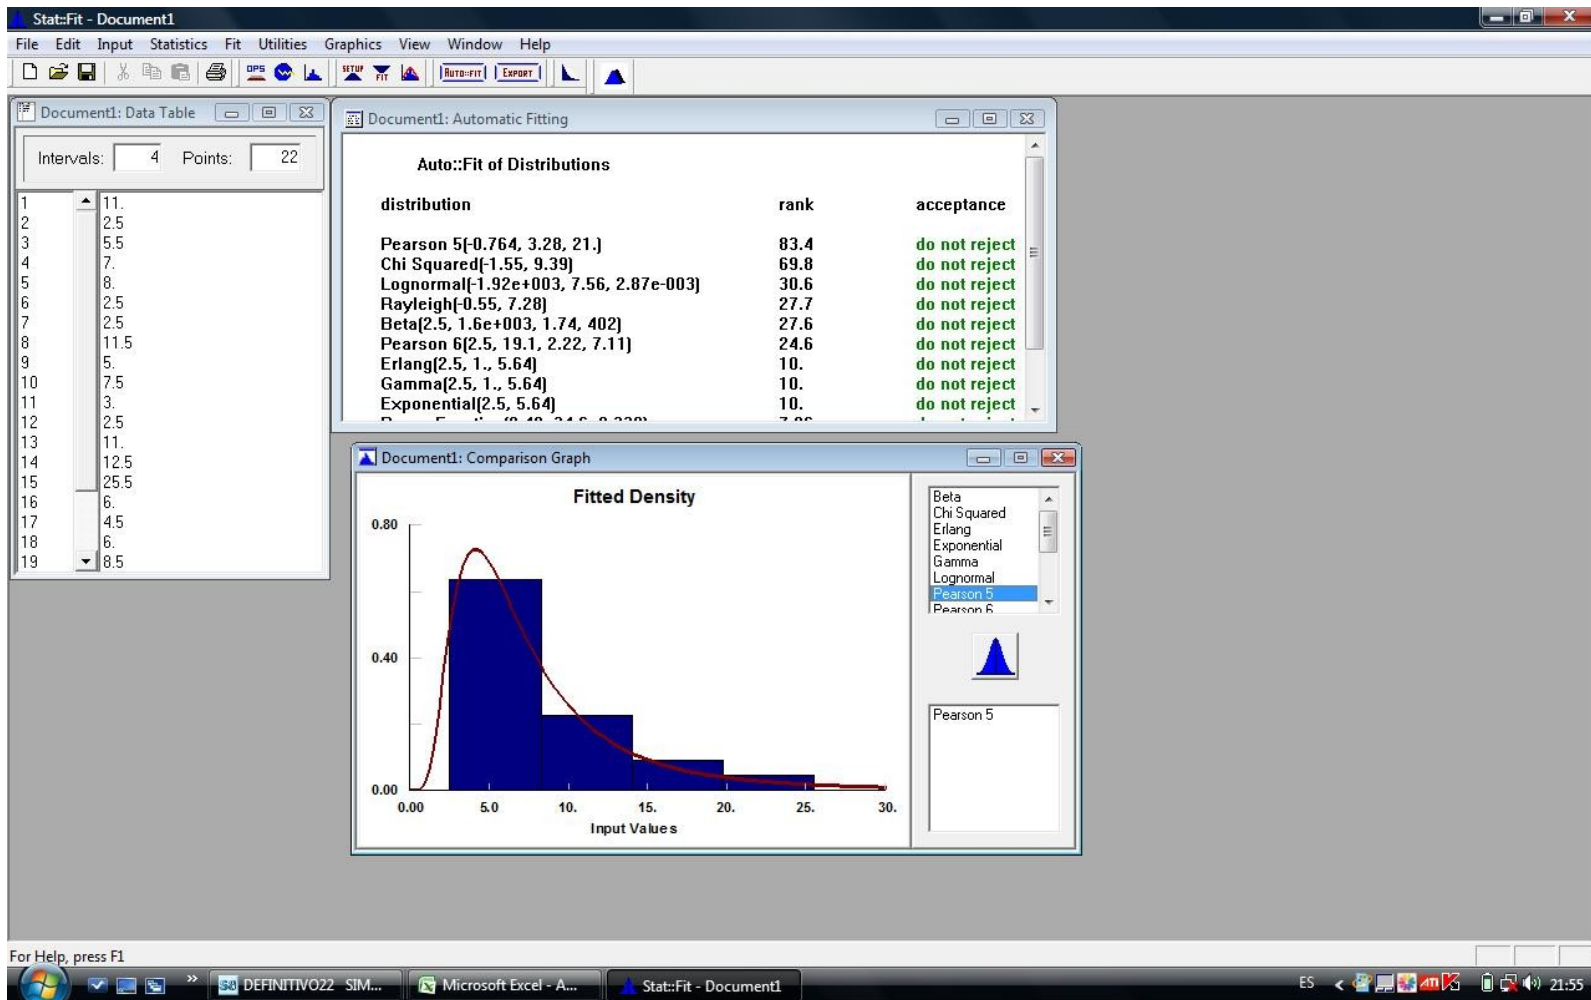 Stat::Fit - Document1
File Edit Input Statistics Fit Utilities Graphics View Window Help
OPS SETUP FIT AUTO::FIT EXPORT
Document1: Data Table
Intervals: 4 Points: 22
1 11.
2 2.5
3 5.5
4 7.
5 8.
6 2.5
7 2.5
8 11.5
9 5.
10 7.5
11 3.
12 2.5
13 11.
14 12.5
15 25.5
16 6.
17 4.5
18 6.
19 8.5
Document1: Automatic Fitting
Auto::Fit of Distributions
distribution rank acceptance
Pearson 5(-0.764, 3.28, 21.) 83.4 do not reject
Chi Squared(-1.55, 9.39) 69.8 do not reject
Lognormal(-1.92e+003, 7.56, 2.87e-003) 30.6 do not reject
Rayleigh(-0.55, 7.28) 27.7 do not reject
Beta(2.5, 1.6e+003, 1.74, 402) 27.6 do not reject
Pearson 6(2.5, 19.1, 2.22, 7.11) 24.6 do not reject
Erlang(2.5, 1., 5.64) 10. do not reject
Gamma(2.5, 1., 5.64) 10. do not reject
Exponential(2.5, 5.64) 10. do not reject
Document1: Comparison Graph
Fitted Density
0.80
0.40
0.00
0.00 5.0 10. 15. 20. 25. 30.
Input Values
Beta
Chi Squared
Erlang
Exponential
Gamma
Lognormal
Pearson 5
Pearson 6
Pearson 5
For Help, press F1
» DEFINITIVO22 SIM... Microsoft Excel - A... Stat::Fit - Document1 ES < ATI 21:55